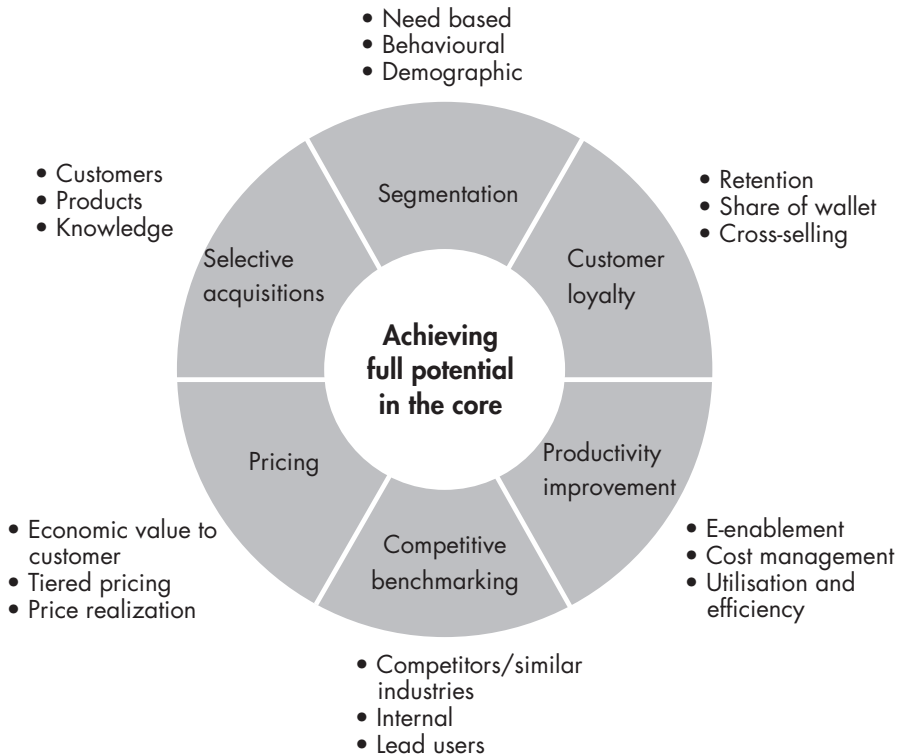 • Need based
• Behavioural
• Demographic
Segmentation
• Retention
• Share of wallet
• Cross-selling
Customer
loyalty
Productivity
improvement
• E-enablement
• Cost management
• Utilisation and
efficiency
Competitive
benchmarking
• Competitors/similar
industries
• Internal
• Lead users
Pricing
• Economic value to
customer
• Tiered pricing
• Price realization
Selective
acquisitions
• Customers
• Products
• Knowledge
Achieving
full potential
in the core